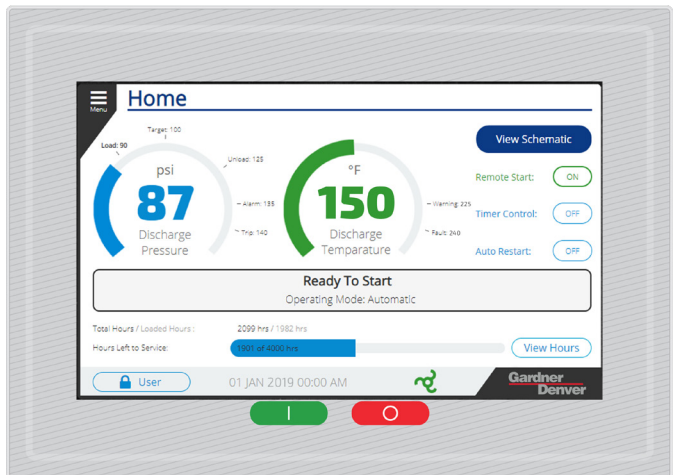 Menu
Home
Target: 100
Load: 90
Unload: 125
Alarm: 135
Trip: 140
psi
87
Discharge
Pressure
°F
150
Discharge
Temparature
Warning: 225
Fault: 240
View Schematic
Remote Start: ON
Timer Control: OFF
Auto Restart: OFF
Ready To Start
Operating Mode: Automatic
Total Hours / Loaded Hours : 2099 hrs / 1982 hrs
Hours Left to Service: 1901 of 4000 hrs
View Hours
User
01 JAN 2019 00:00 AM
Gardner
Denver